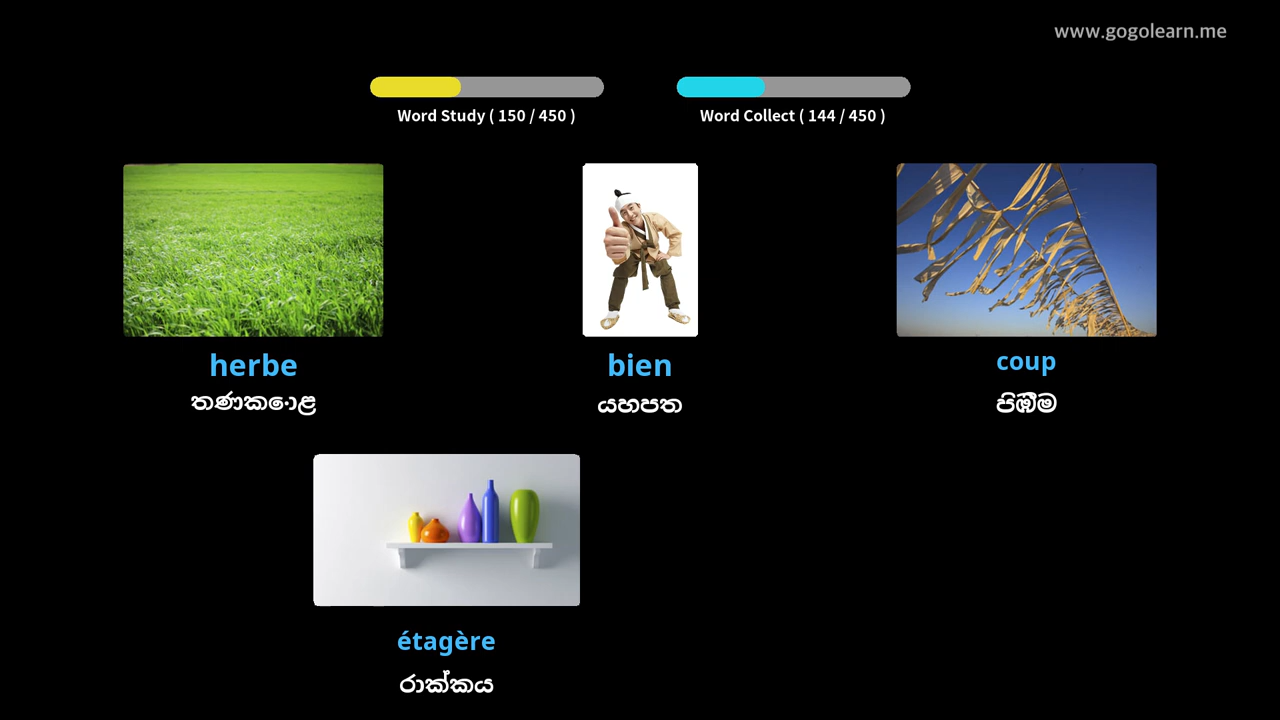 www.gogolearn.me
Word Study ( 150 / 450 )
Word Collect ( 144 / 450 )
herbe
තණකොළ
bien
යහපත
coup
පිඹීම
étagère
රාක්කය